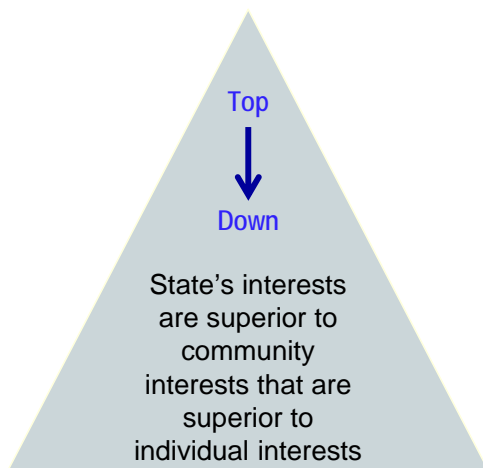 Top
Down
State’s interests
are superior to
community
interests that are
superior to
individual interests